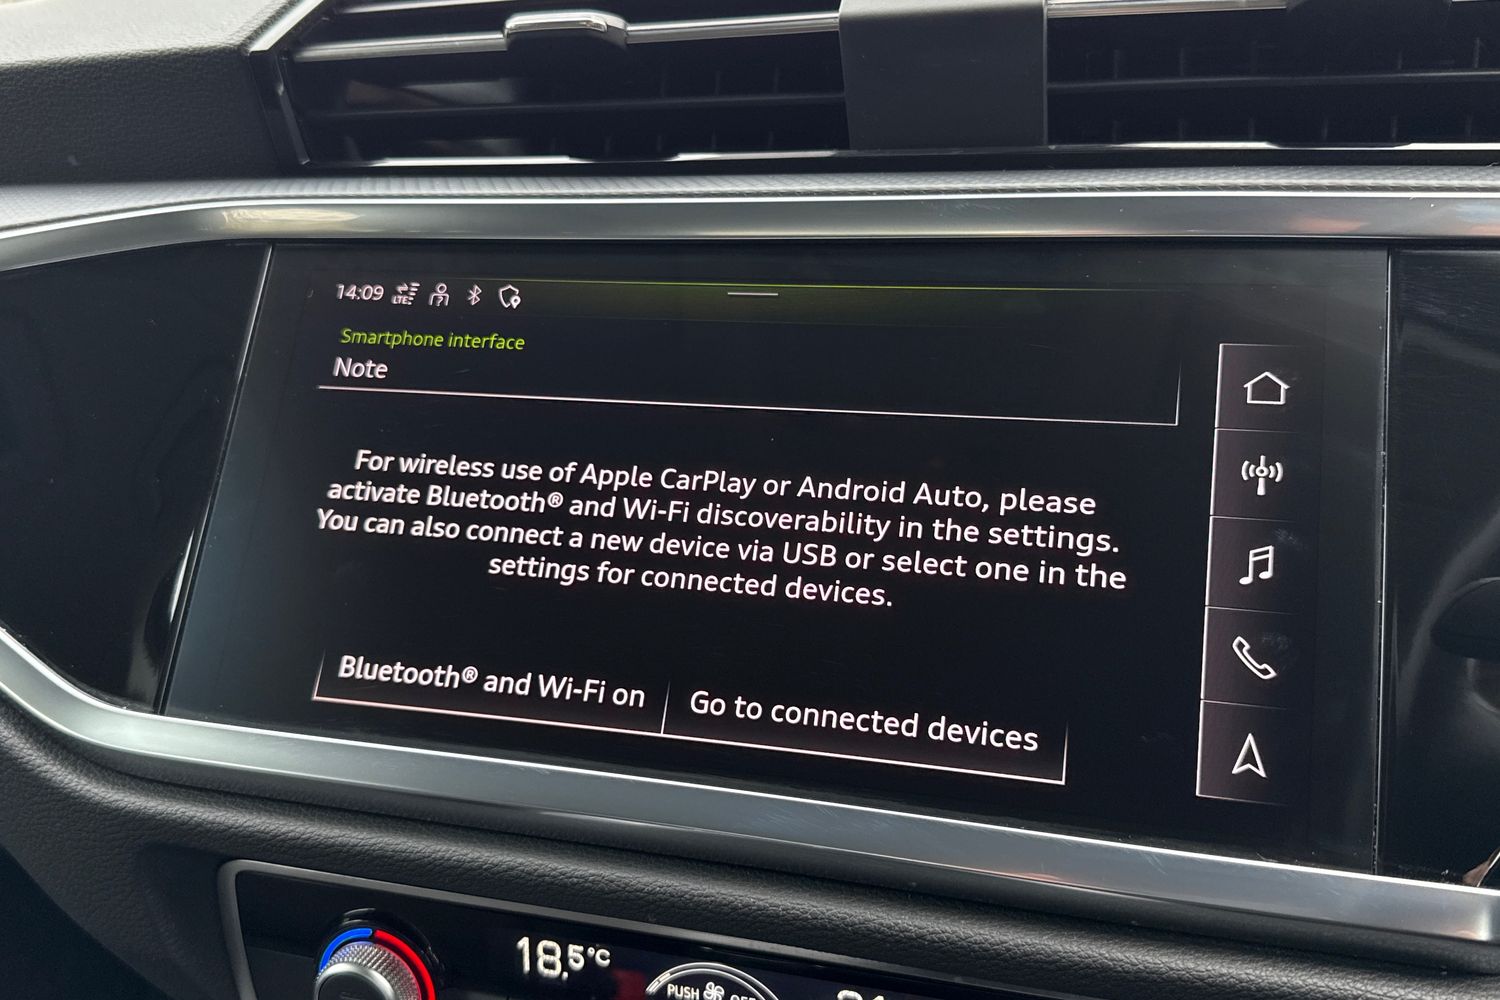 14:09 LTE
Smartphone interface
Note
For wireless use of Apple CarPlay or Android Auto, please
activate Bluetooth® and Wi-Fi discoverability in the settings.
You can also connect a new device via USB or select one in the
settings for connected devices.
Bluetooth® and Wi-Fi on
Go to connected devices
18.5°C
PUSH